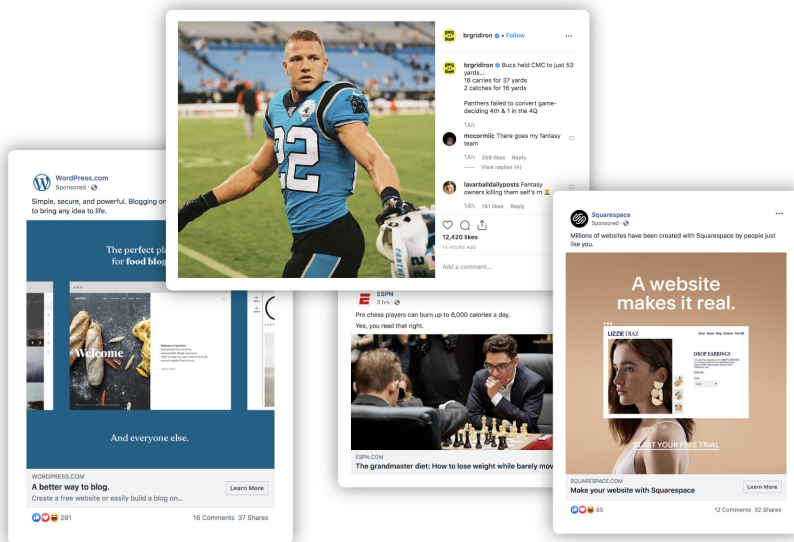 brgridiron • Follow
brgridiron Bucs held CMC to just 53
yards...
16 carries for 37 yards
2 catches for 16 yards
Panthers failed to convert game-
deciding 4th & 1 in the 4Q
14h
mccormiic There goes my fantasy
team
14h 268 likes Reply
View replies (4)
lavarballdailyposts Fantasy
owners killing them self's rn
14h 161 likes Reply
12,420 likes
14 HOURS AGO
Add a comment...
22
PANTHERS
WordPress.com
Sponsored ·
Simple, secure, and powerful. Blogging on
to bring any idea to life.
The perfect pla
for food blog
Welcome
And everyone else.
WORDPRESS.COM
A better way to blog.
Create a free website or easily build a blog on...
Learn More
291
16 Comments 37 Shares
ESPN
3 hrs ·
Pro chess players can burn up to 6,000 calories a day.
Yes, you read that right.
ESPN.COM
The grandmaster diet: How to lose weight while barely mov
Squarespace
Sponsored ·
Millions of websites have been created with Squarespace by people just
like you.
A website
makes it real.
LIZZIE DIAZ
Shop About Blog Contact Cart
DROP EARRINGS
START YOUR FREE TRIAL
SQUARESPACE.COM
Make your website with Squarespace
Learn More
85
12 Comments 32 Shares